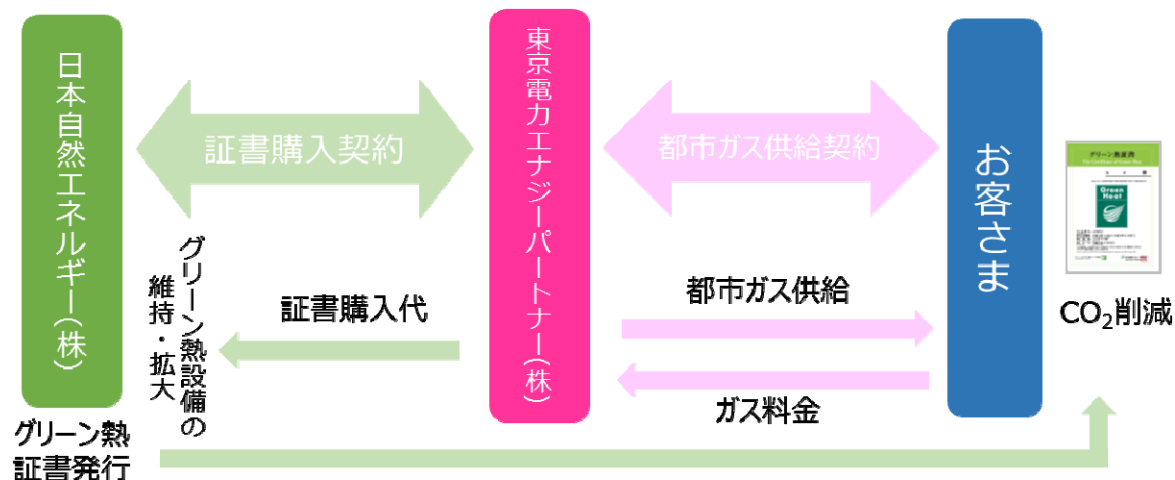 日本自然エネルギー(株)
グリーン熱
証書発行
証書購入契約
グリーン熱設備の
維持・拡大
証書購入代
東京電力エナジーパートナー(株)
都市ガス供給契約
都市ガス供給
ガス料金
お客さま
グリーン熱証書
Green
Heat
CO₂削減